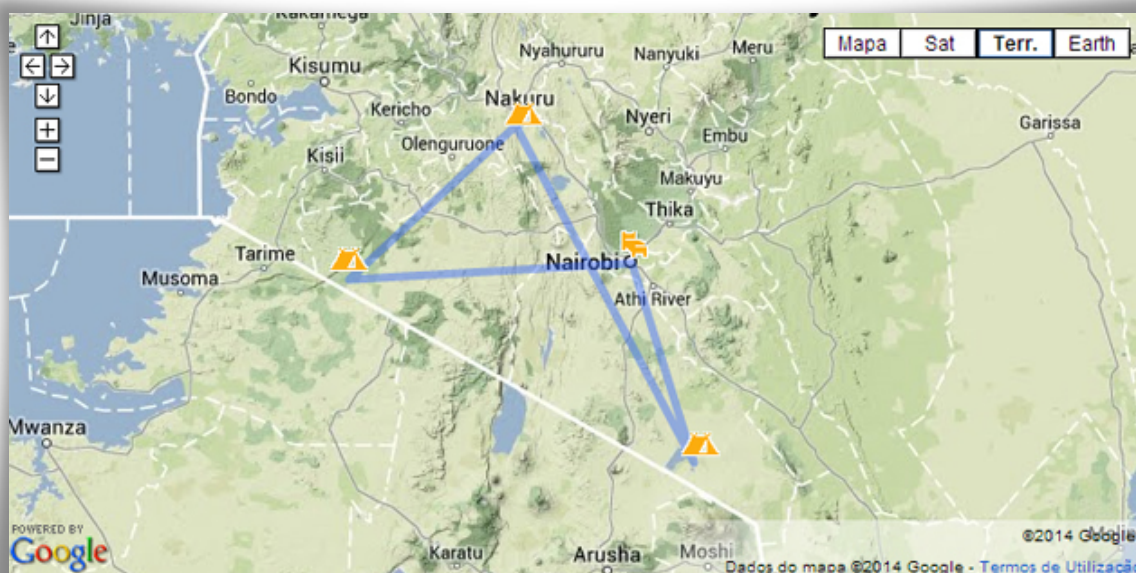 Jinja
Kakamega
Mapa Sat Terr. Earth
Nyahururu
Nanyuki
Meru
Kisumu
Bondo
Kericho
Nakuru
Nyeri
Embu
Garissa
Kisii
Olenguruone
Makuyu
Thika
Tarime
Nairobi
Musoma
Athi River
Mwanza
POWERED BY
Google
Karatu
Arusha
Moshi
©2014 Google
Dados do mapa ©2014 Google - Termos de Utilização